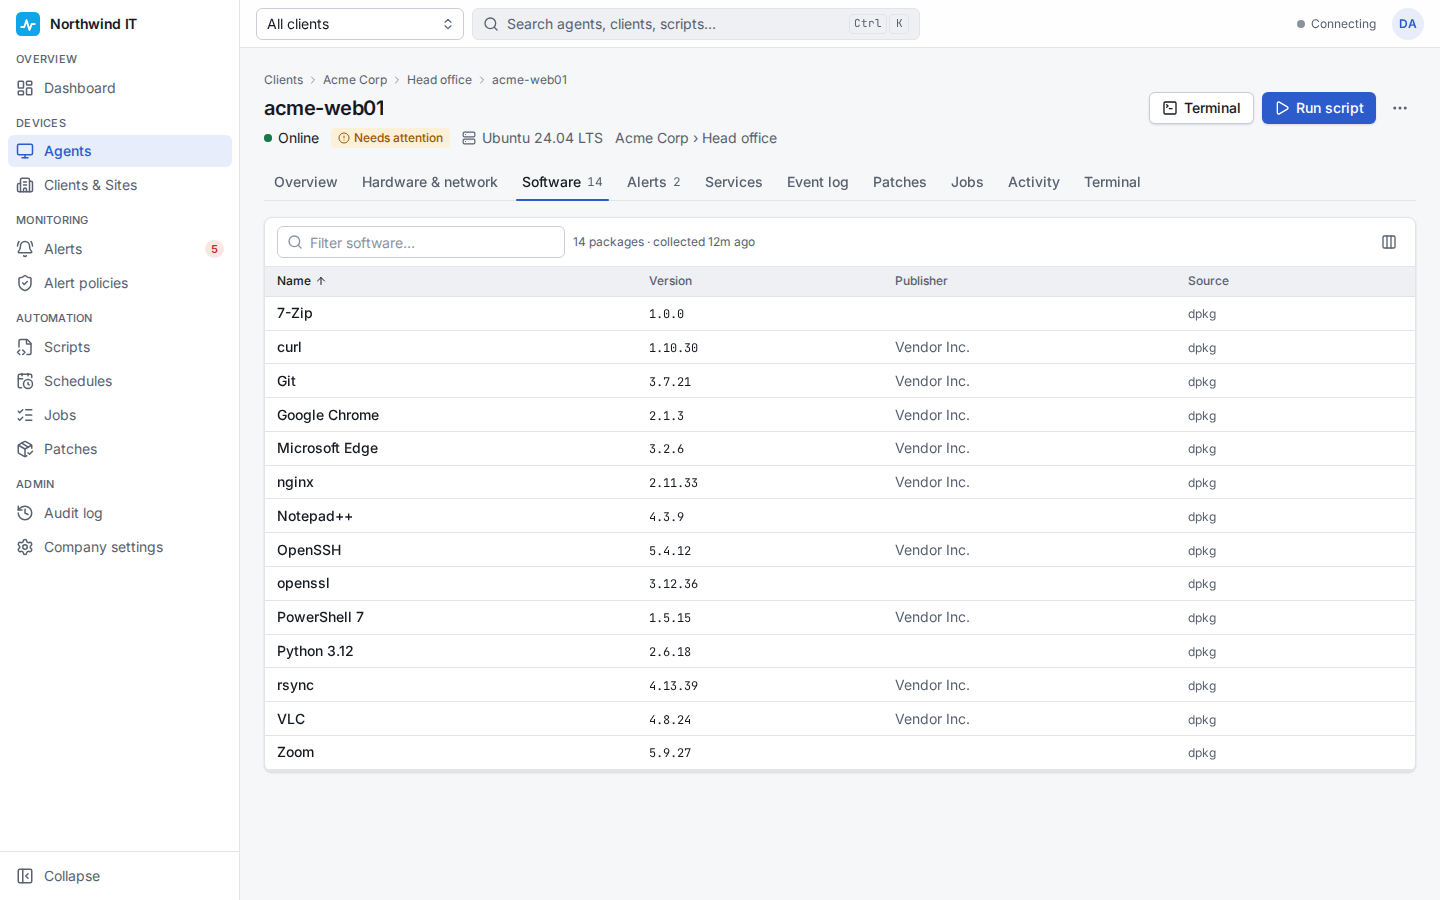 Northwind IT
OVERVIEW
Dashboard
DEVICES
Agents
Clients & Sites
MONITORING
Alerts 5
Alert policies
AUTOMATION
Scripts
Schedules
Jobs
Patches
ADMIN
Audit log
Company settings
Collapse
All clients
Search agents, clients, scripts... Ctrl K
Connecting DA
Clients > Acme Corp > Head office > acme-web01
acme-web01
Terminal Run script ...
Online Needs attention Ubuntu 24.04 LTS Acme Corp › Head office
Overview Hardware & network Software 14 Alerts 2 Services Event log Patches Jobs Activity Terminal
Filter software... 14 packages · collected 12m ago
Name ↑ Version Publisher Source
7-Zip 1.0.0 dpkg
curl 1.10.30 Vendor Inc. dpkg
Git 3.7.21 Vendor Inc. dpkg
Google Chrome 2.1.3 Vendor Inc. dpkg
Microsoft Edge 3.2.6 Vendor Inc. dpkg
nginx 2.11.33 Vendor Inc. dpkg
Notepad++ 4.3.9 dpkg
OpenSSH 5.4.12 Vendor Inc. dpkg
openssl 3.12.36 dpkg
PowerShell 7 1.5.15 Vendor Inc. dpkg
Python 3.12 2.6.18 dpkg
rsync 4.13.39 Vendor Inc. dpkg
VLC 4.8.24 Vendor Inc. dpkg
Zoom 5.9.27 dpkg